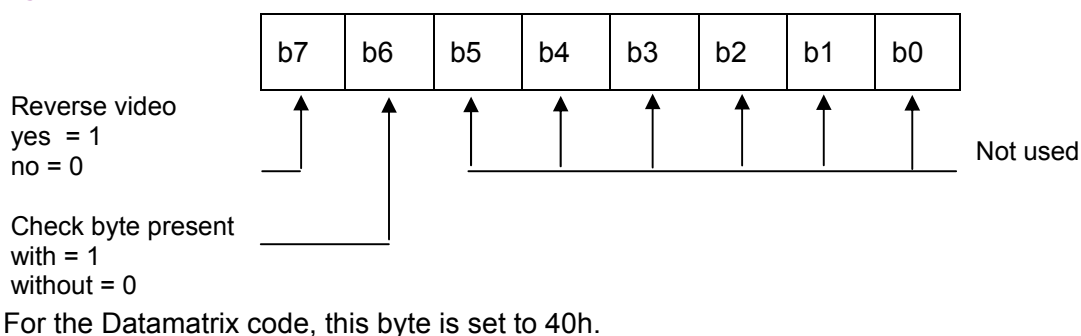 b7 b6 b5 b4 b3 b2 b1 b0
Reverse video
yes = 1
no = 0
Not used
Check byte present
with = 1
without = 0
For the Datamatrix code, this byte is set to 40h.